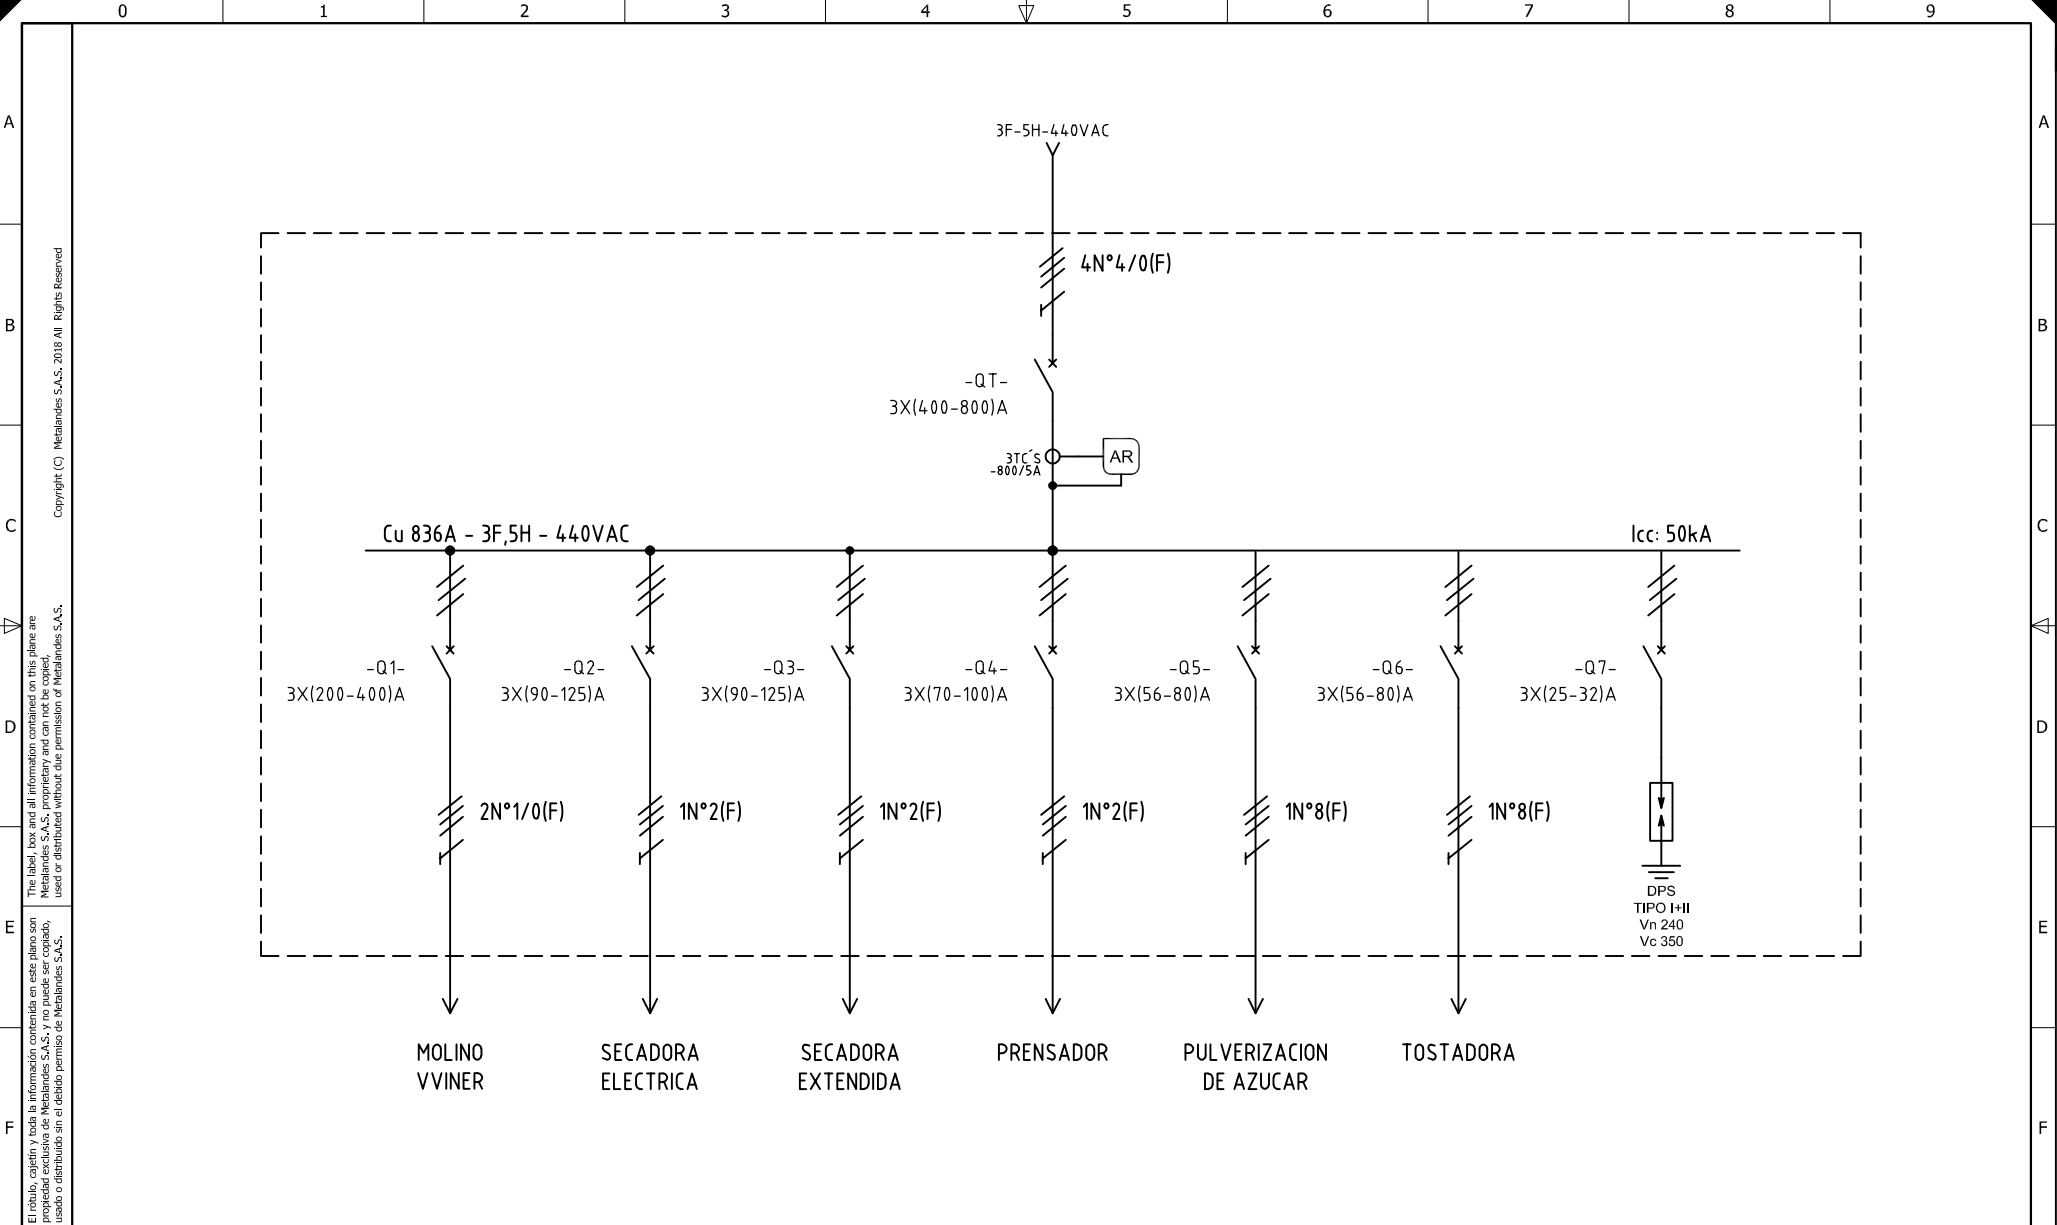 0 1 2 3 4 5 6 7 8 9
A A
B B
C C
D D
E E
F F
Copyright (C) Metalandes S.A.S. 2018 All Rights Reserved
The label, box and all information contained on this plane are
Metalandes S.A.S. proprietary and can not be copied,
used or distributed without due permission of Metalandes S.A.S.
El rótulo, cajetín y toda la información contenida en este plano son
propiedad exclusiva de Metalandes S.A.S. y no puede ser copiado,
usado o distribuido sin el debido permiso de Metalandes S.A.S.
3F-5H-440VAC
4N°4/0(F)
-QT-
3X(400-800)A
3TC´S
-800/5A
AR
Cu 836A - 3F,5H - 440VAC
Icc: 50kA
-Q1-
3X(200-400)A
-Q2-
3X(90-125)A
-Q3-
3X(90-125)A
-Q4-
3X(70-100)A
-Q5-
3X(56-80)A
-Q6-
3X(56-80)A
-Q7-
3X(25-32)A
2N°1/0(F)
1N°2(F)
1N°2(F)
1N°2(F)
1N°8(F)
1N°8(F)
DPS
TIPO I+II
Vn 240
Vc 350
MOLINO
VVINER
SECADORA
ELECTRICA
SECADORA
EXTENDIDA
PRENSADOR
PULVERIZACION
DE AZUCAR
TOSTADORA